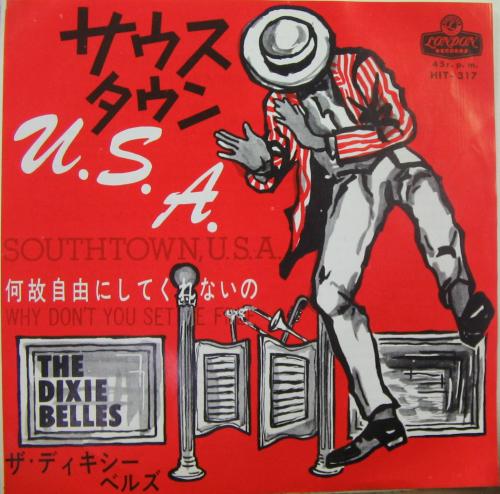 サウス
タウン
U.S.A.
LONDON
RECORDS
45 r.p.m.
HIT-317
SOUTHTOWN, U.S.A.
何故自由にしてくれないの
WHY DON'T YOU SET
THE
DIXIE
BELLES
ザ・ディキシー
ベルズ